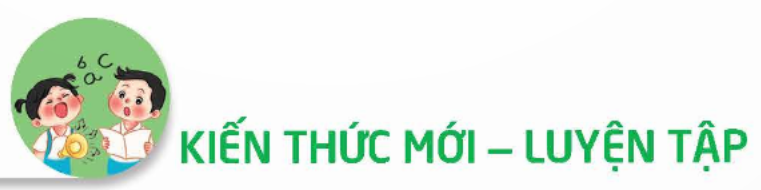 b C
a
KIẾN THỨC MỚI – LUYỆN TẬP